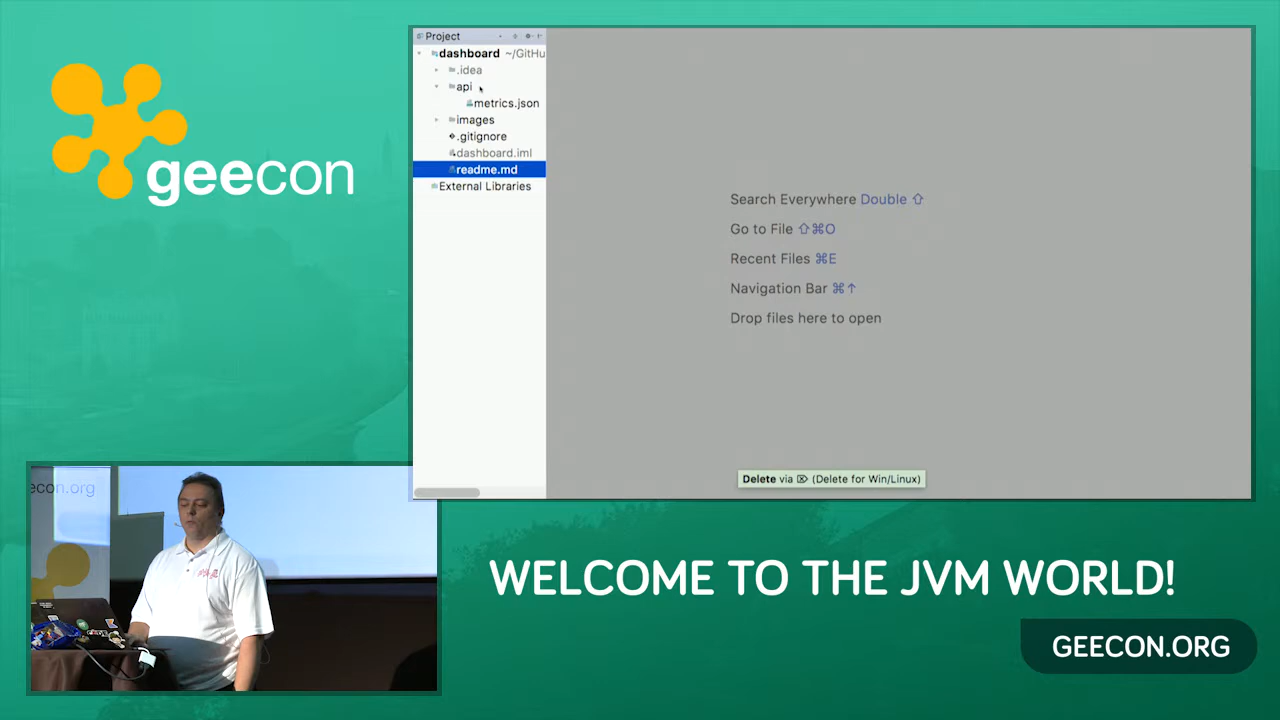 geecon
Project
dashboard ~/GitHu
.idea
api
metrics.json
images
.gitignore
dashboard.iml
readme.md
External Libraries
Search Everywhere Double ⇧
Go to File ⇧⌘O
Recent Files ⌘E
Navigation Bar ⌘↑
Drop files here to open
Delete via ⌦ (Delete for Win/Linux)
econ.org
WELCOME TO THE JVM WORLD!
GEECON.ORG